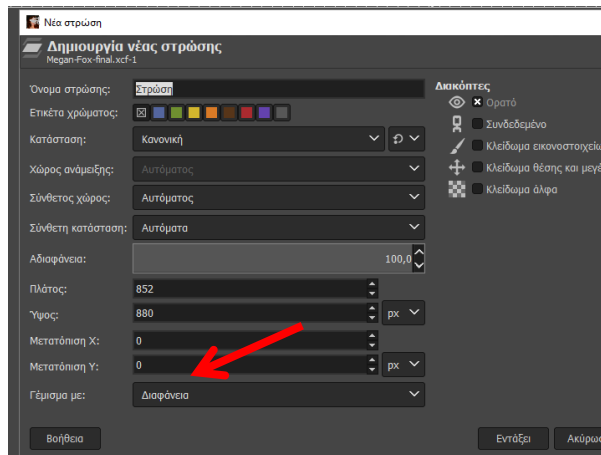 Νέα στρώση
Δημιουργία νέας στρώσης
Megan-Fox-final.xcf-1
Όνομα στρώσης: Στρώση
Ετικέτα χρώματος:
Κατάσταση: Κανονική
Χώρος ανάμειξης: Αυτόματος
Σύνθετος χώρος: Αυτόματος
Σύνθετη κατάσταση: Αυτόματα
Αδιαφάνεια: 100,0
Πλάτος: 852
Ύψος: 880 px
Μετατόπιση X: 0
Μετατόπιση Y: 0 px
Γέμισμα με: Διαφάνεια
Διακόπτες
Ορατό
Συνδεδεμένο
Κλείδωμα εικονοστοιχείω
Κλείδωμα θέσης και μεγέ
Κλείδωμα άλφα
Βοήθεια Εντάξει Ακύρωσ